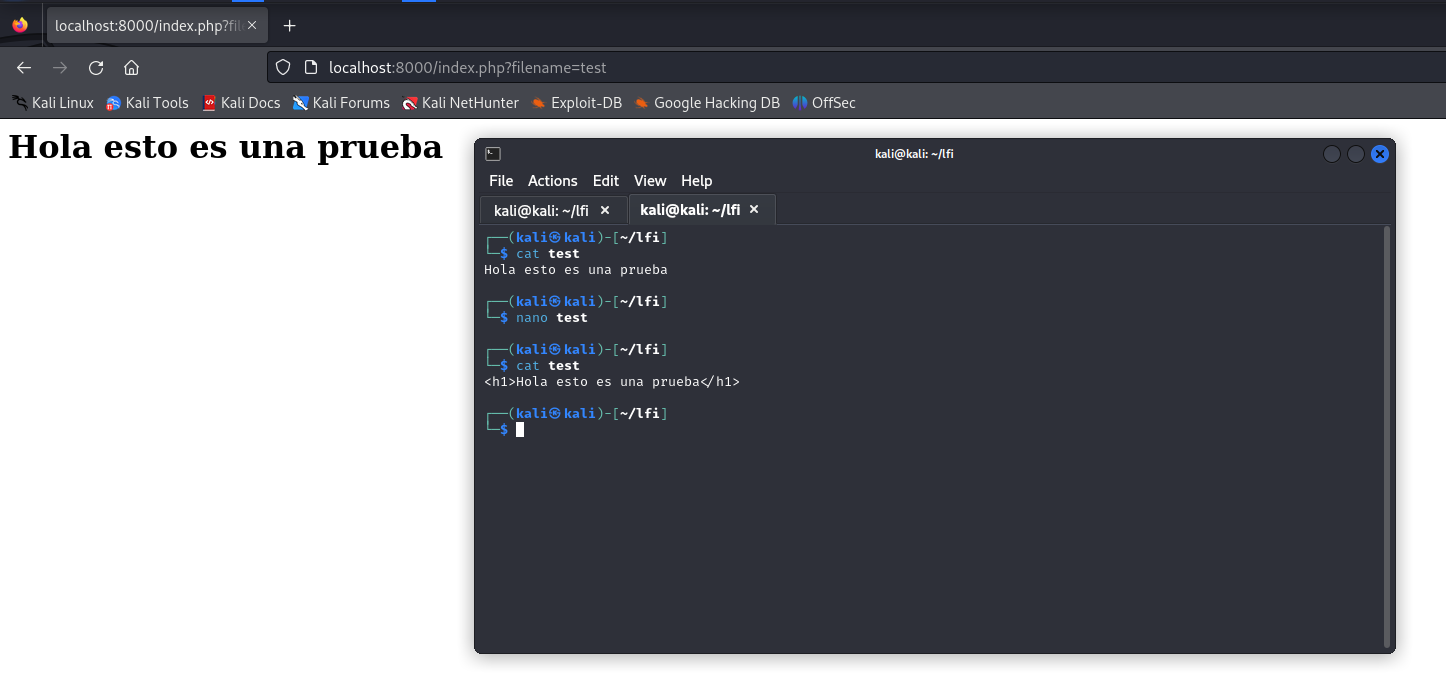 localhost:8000/index.php?fil
localhost:8000/index.php?filename=test
Kali Linux Kali Tools Kali Docs Kali Forums Kali NetHunter Exploit-DB Google Hacking DB OffSec
Hola esto es una prueba
kali@kali: ~/lfi
File Actions Edit View Help
kali@kali: ~/lfi kali@kali: ~/lfi
┌──(kali㉿kali)-[~/lfi]
└─$ cat test
Hola esto es una prueba
┌──(kali㉿kali)-[~/lfi]
└─$ nano test
┌──(kali㉿kali)-[~/lfi]
└─$ cat test
<h1>Hola esto es una prueba</h1>
┌──(kali㉿kali)-[~/lfi]
└─$